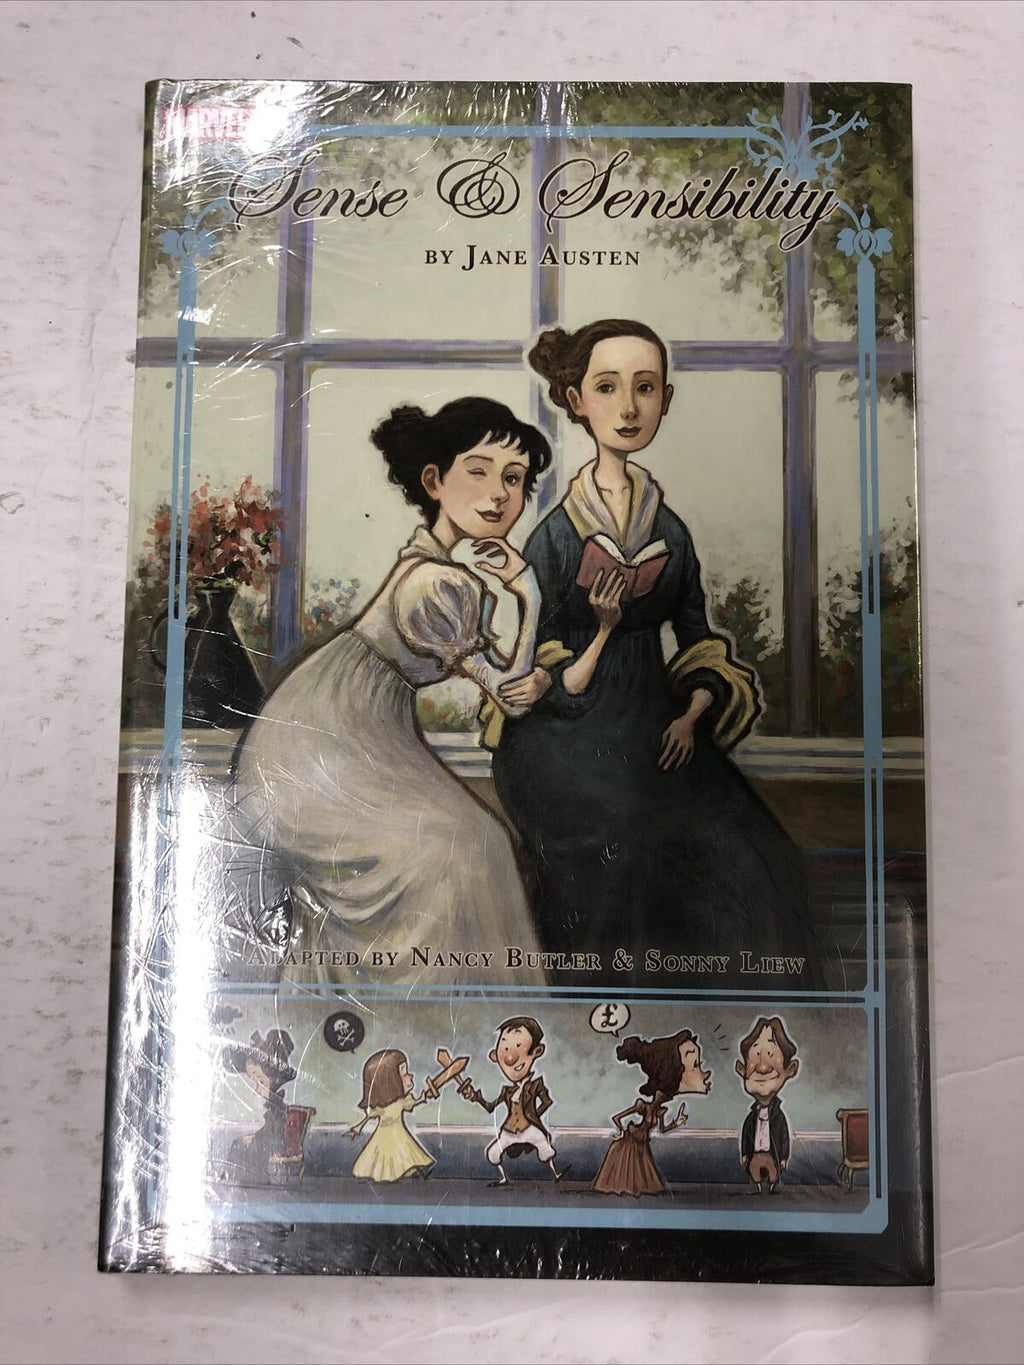 MARVEL
Sense & Sensibility
BY JANE AUSTEN
ADAPTED BY NANCY BUTLER & SONNY LIEW
£